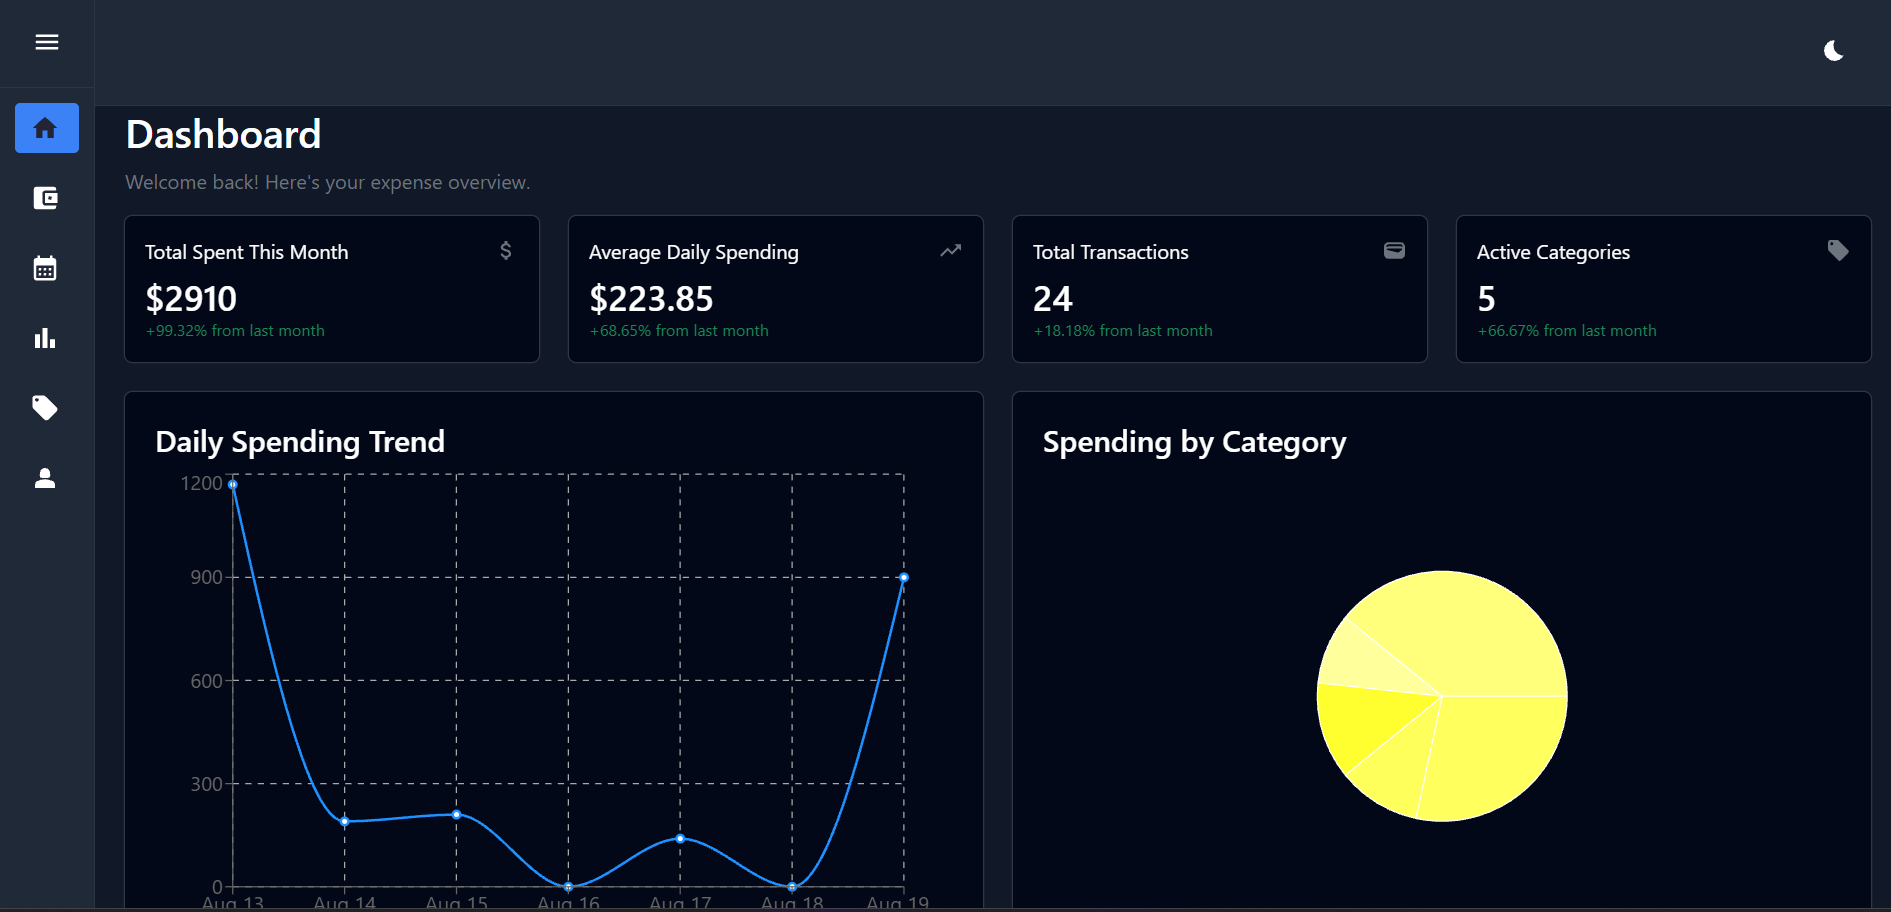 Dashboard
Welcome back! Here's your expense overview.
Total Spent This Month
$2910
+99.32% from last month
Average Daily Spending
$223.85
+68.65% from last month
Total Transactions
24
+18.18% from last month
Active Categories
5
+66.67% from last month
Daily Spending Trend
1200
900
600
300
0
Aug 13 Aug 14 Aug 15 Aug 16 Aug 17 Aug 18 Aug 19
Spending by Category